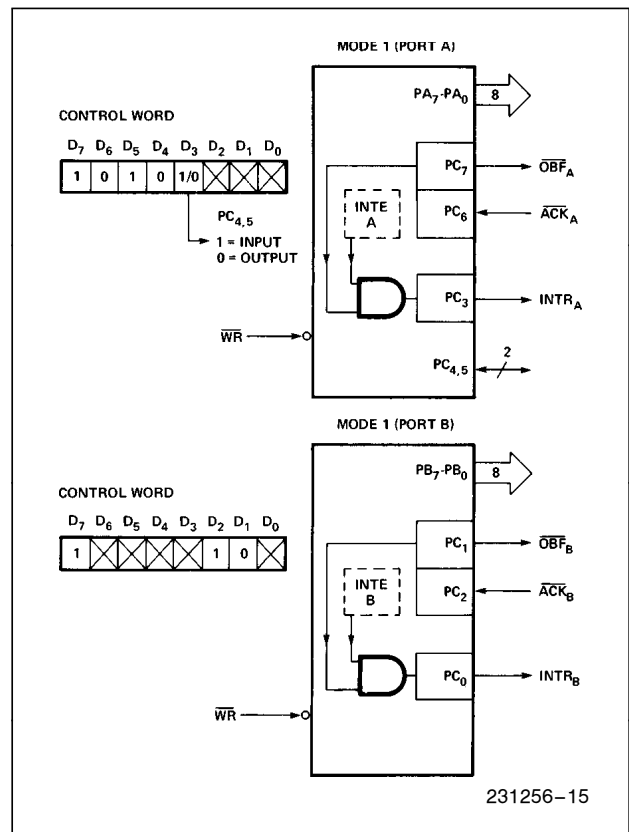 MODE 1 (PORT A)
PA7-PA0 8
CONTROL WORD
D7 D6 D5 D4 D3 D2 D1 D0
1 0 1 0 1/0
PC4,5
1 = INPUT
0 = OUTPUT
PC7 OBFA
INTE A
PC6 ACKA
PC3 INTRA
WR
PC4,5 2
MODE 1 (PORT B)
PB7-PB0 8
CONTROL WORD
D7 D6 D5 D4 D3 D2 D1 D0
1 1 0
PC1 OBFB
INTE B
PC2 ACKB
PC0 INTRB
WR
231256–15